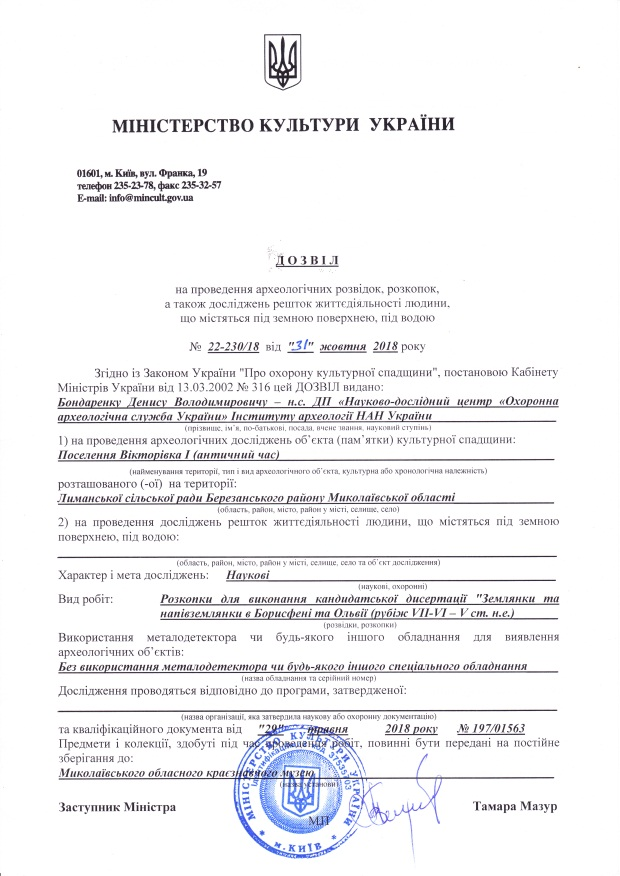 МІНІСТЕРСТВО КУЛЬТУРИ УКРАЇНИ
01601, м. Київ, вул. Франка, 19
телефон 235-23-78, факс 235-32-57
E-mail: info@mincult.gov.ua
Д О З В І Л
на проведення археологічних розвідок, розкопок,
а також досліджень решток життєдіяльності людини,
що містяться під земною поверхнею, під водою
№ 22-230/18 від "31" жовтня 2018 року
Згідно із Законом України "Про охорону культурної спадщини", постановою Кабінету
Міністрів України від 13.03.2002 № 316 цей ДОЗВІЛ видано:
Бондаренку Денису Володимировичу – н.с. ДП «Науково-дослідний центр «Охоронна
археологічна служба України» Інституту археології НАН України
(прізвище, ім’я, по-батькові, посада, вчене звання, науковий ступінь)
1) на проведення археологічних досліджень об’єкта (пам’ятки) культурної спадщини:
Поселення Вікторівка І (античний час)
(найменування території, тип і вид археологічного об´єкта, культурна або хронологічна належність)
розташованого (-ої) на території:
Лиманської сільської ради Березанського району Миколаївської області
(область, район, місто, район у місті, селище, село)
2) на проведення досліджень решток життєдіяльності людини, що містяться під земною
поверхнею, під водою:
(область, район, місто, район у місті, селище, село та об´єкт дослідження)
Характер і мета досліджень: Наукові
(наукові, охоронні)
Вид робіт: Розкопки для виконання кандидатської дисертації "Землянки та
напівземлянки в Борисфені та Ольвії (рубіж VII-VI – V ст. н.е.)
(розвідки, розкопки)
Використання металодетектора чи будь-якого іншого обладнання для виявлення
археологічних об’єктів:
Без використання металодетектора чи будь-якого іншого спеціального обладнання
(назва обладнання та серійний номер)
Дослідження проводяться відповідно до програми, затвердженої:
(назва організації, яка затвердила наукову або охоронну документацію)
та кваліфікаційного документа від "29" травня 2018 року № 197/01563
Предмети і колекції, здобуті під час проведення робіт, повинні бути передані на постійне
зберігання до:
Миколаївського обласного краєзнавчого музею
(назва установи)
Заступник Міністра Тамара Мазур
МП
МІНІСТЕРСТВО КУЛЬТУРИ УКРАЇНИ
* м.КИЇВ *